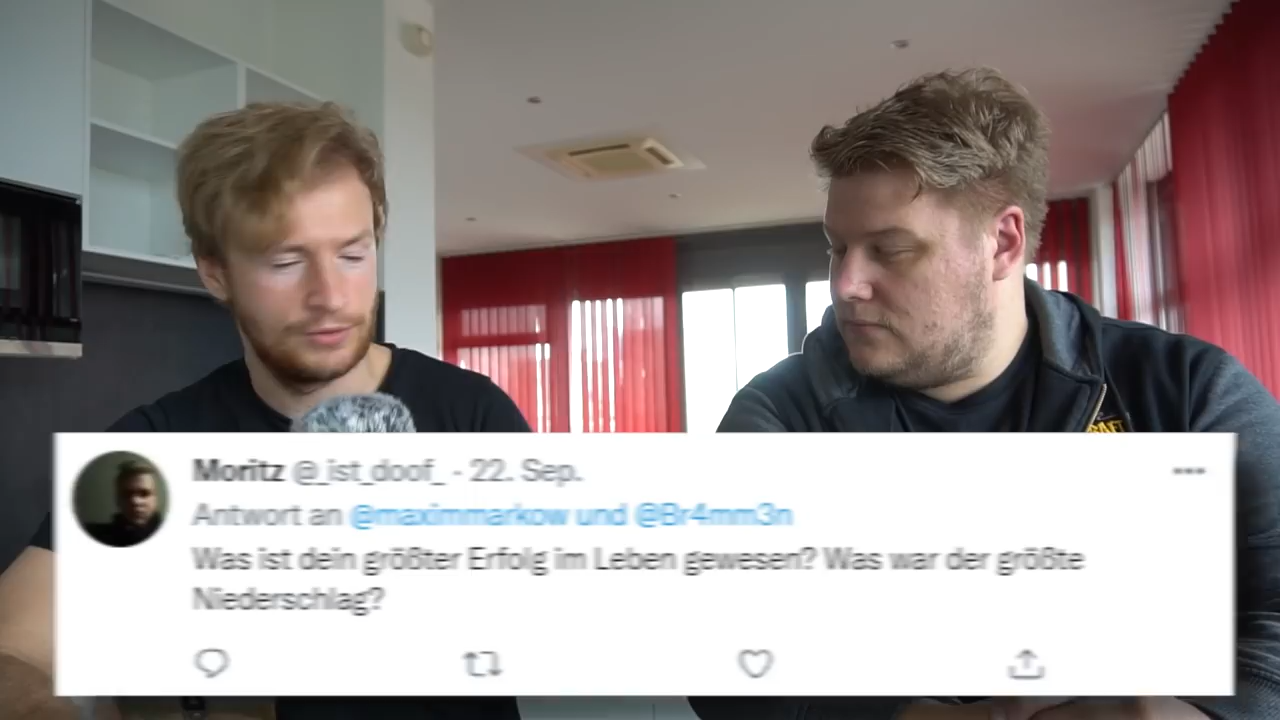 Moritz @_ist_doof_ · 22. Sep.
Antwort an @maximmarkow und @Br4mm3n
Was ist dein größter Erfolg im Leben gewesen? Was war der größte
Niederschlag?